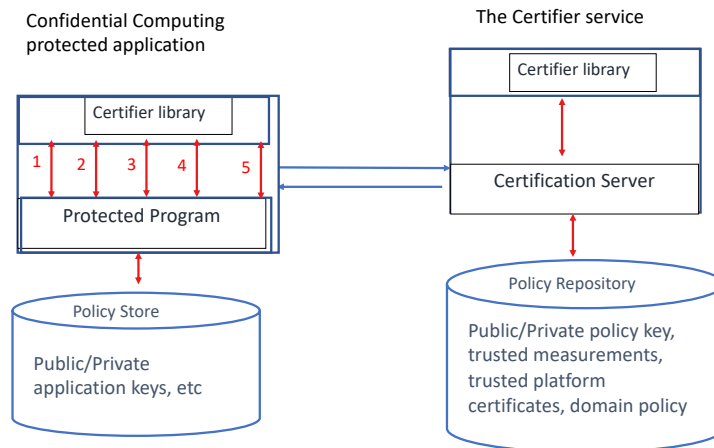 Confidential Computing
protected application
The Certifier service
Certifier library
Certifier library
1
2
3
4
5
Protected Program
Certification Server
Policy Store
Policy Repository
Public/Private
application keys, etc
Public/Private policy key,
trusted measurements,
trusted platform
certificates, domain policy